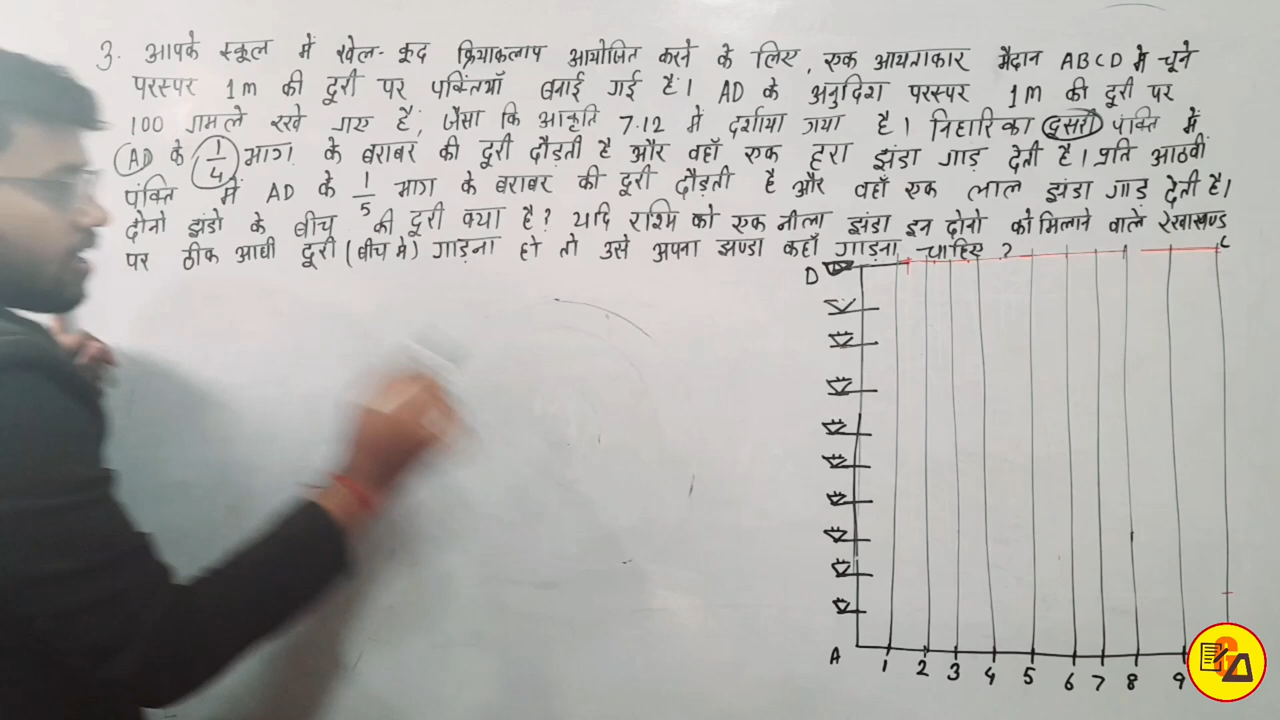 3. आपके स्कूल में खेल-कूद क्रियाकलाप आयोजित करने के लिए, एक आयताकार मैदान ABCD मे चूने
परस्पर 1m की दूरी पर पक्तियाँ बनाई गई हैं। AD के अनुदिश परस्पर 1m की दूरी पर
100 गमले रखे गए हैं, जैसा कि आकृति 7.12 में दर्शाया गया है। निहारिका दुसरी पंक्ति में
AD के 1/4 भाग के बराबर की दूरी दौड़ती है और वहाँ एक हरा झंडा गाड़ देती है। प्रति आठवीं
पंक्ति में AD के 1/5 भाग के बराबर की दूरी दौड़ती है और वहाँ एक लाल झंडा गाड़ देती है।
दोनो झंडो के बीच की दूरी क्या है? यदि राश्मि को एक नीला झंडा इन दोनो को मिलाने वाले रेखाखण्ड
पर ठीक आधी दूरी (बीच मे) गाड़ना हो तो उसे अपना झण्डा कहाँ गाड़ना चाहिए ?
D C
A 1 2 3 4 5 6 7 8 9